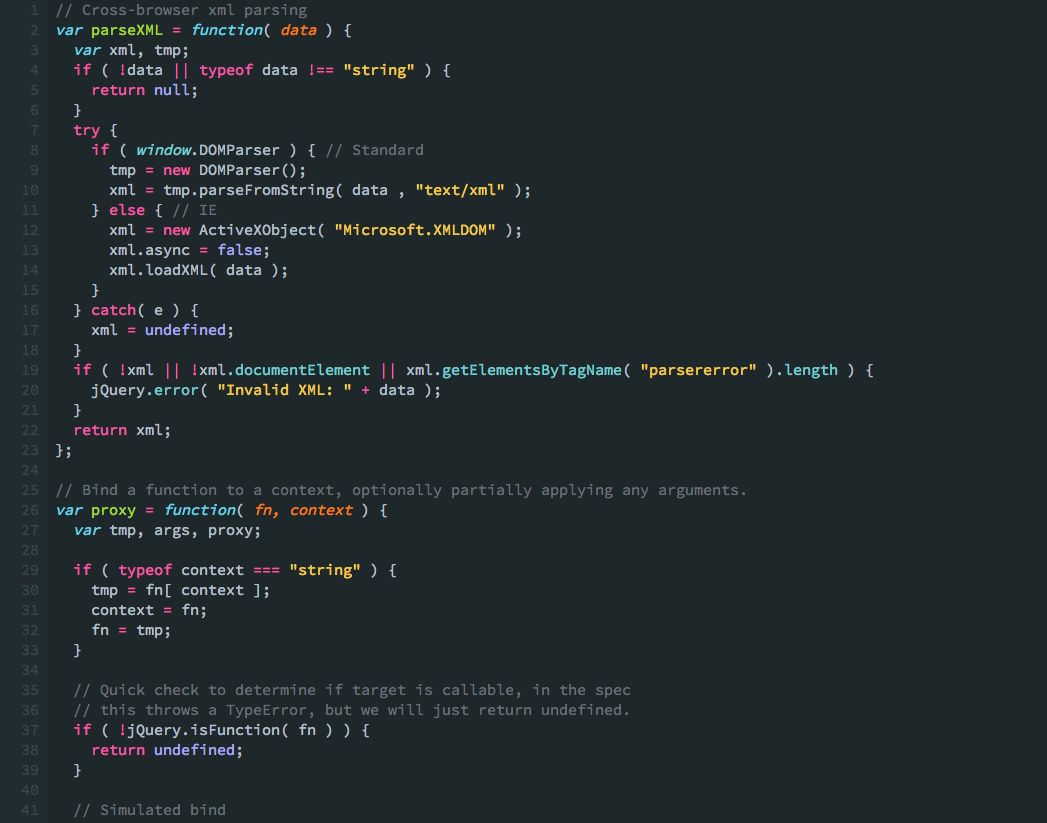 1 // Cross-browser xml parsing
2 var parseXML = function( data ) {
3   var xml, tmp;
4   if ( !data || typeof data !== "string" ) {
5     return null;
6   }
7   try {
8     if ( window.DOMParser ) { // Standard
9       tmp = new DOMParser();
10       xml = tmp.parseFromString( data , "text/xml" );
11     } else { // IE
12       xml = new ActiveXObject( "Microsoft.XMLDOM" );
13       xml.async = false;
14       xml.loadXML( data );
15     }
16   } catch( e ) {
17     xml = undefined;
18   }
19   if ( !xml || !xml.documentElement || xml.getElementsByTagName( "parsererror" ).length ) {
20     jQuery.error( "Invalid XML: " + data );
21   }
22   return xml;
23 };
24
25 // Bind a function to a context, optionally partially applying any arguments.
26 var proxy = function( fn, context ) {
27   var tmp, args, proxy;
28
29   if ( typeof context === "string" ) {
30     tmp = fn[ context ];
31     context = fn;
32     fn = tmp;
33   }
34
35   // Quick check to determine if target is callable, in the spec
36   // this throws a TypeError, but we will just return undefined.
37   if ( !jQuery.isFunction( fn ) ) {
38     return undefined;
39   }
40
41   // Simulated bind